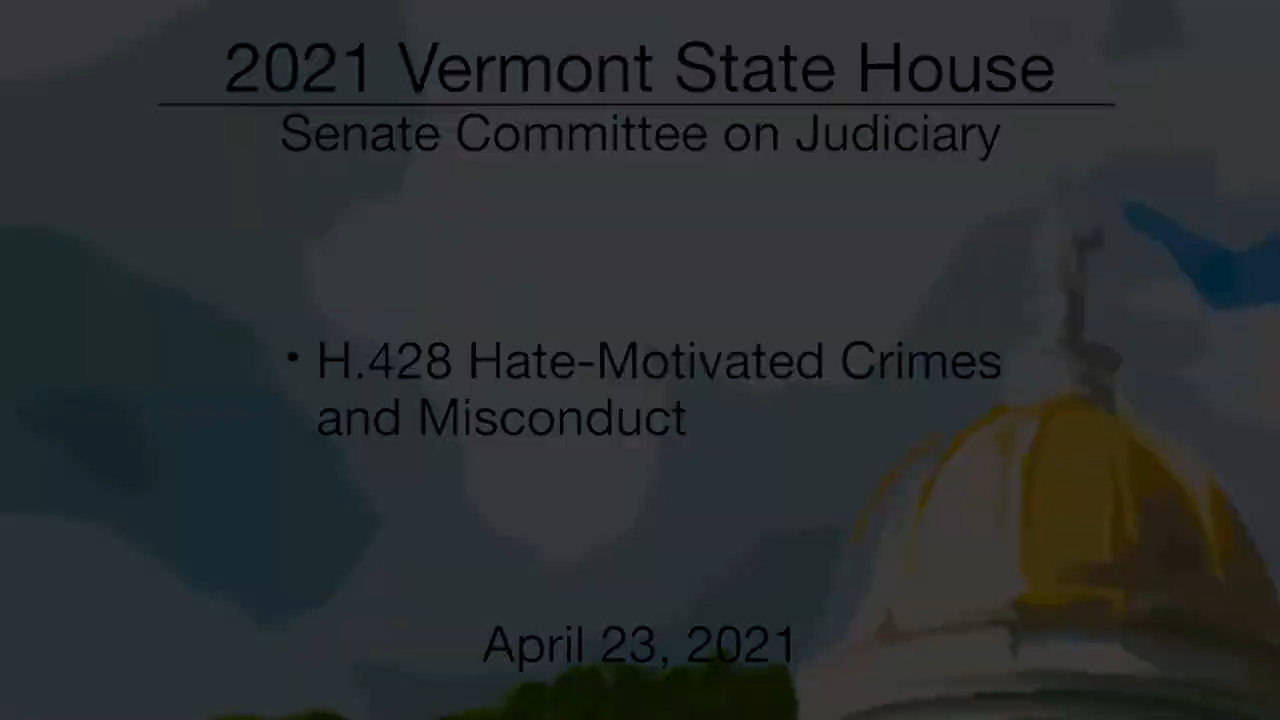 2021 Vermont State House
Senate Committee on Judiciary
• H.428 Hate-Motivated Crimes
and Misconduct
April 23, 2021